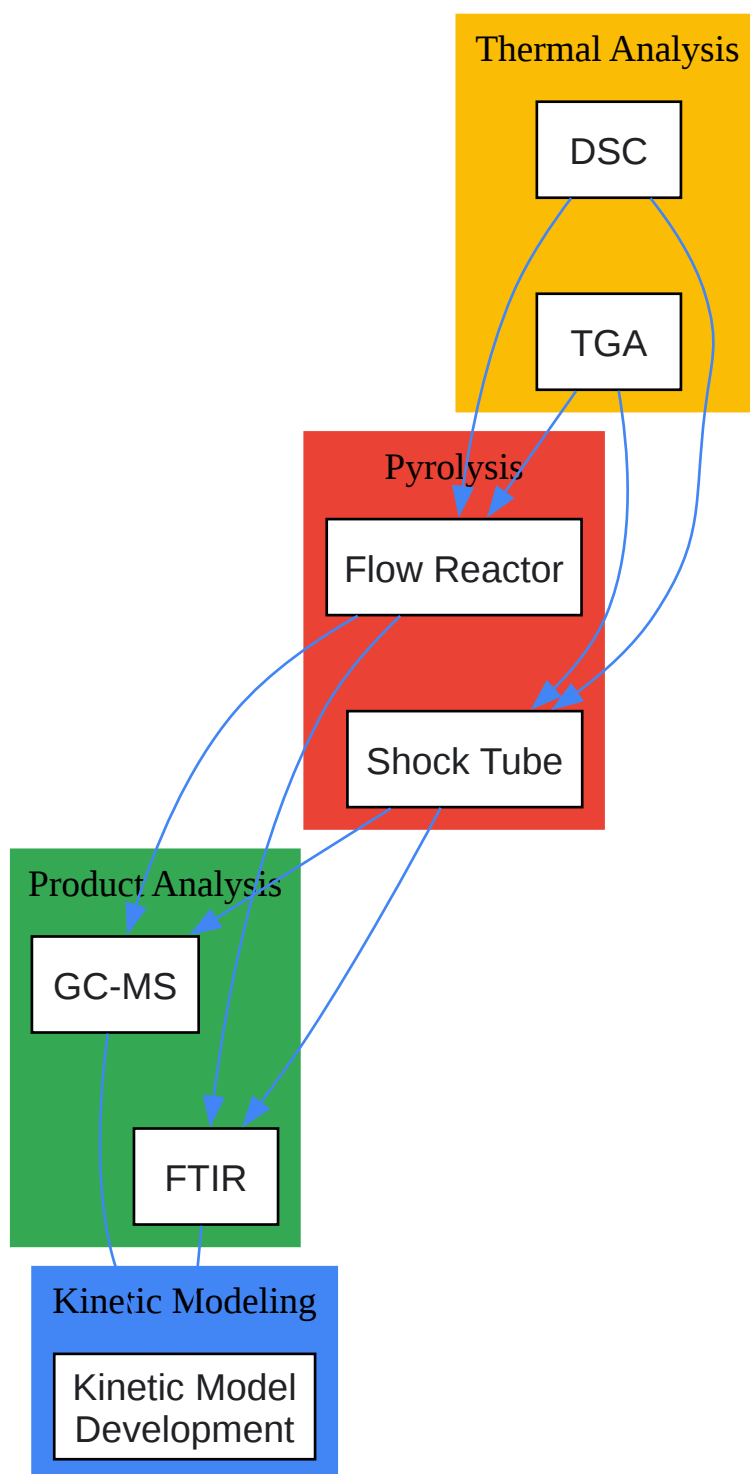 Thermal Analysis
DSC
TGA
Pyrolysis
Flow Reactor
Shock Tube
Product Analysis
GC-MS
FTIR
Kinetic Modeling
Kinetic Model
Development